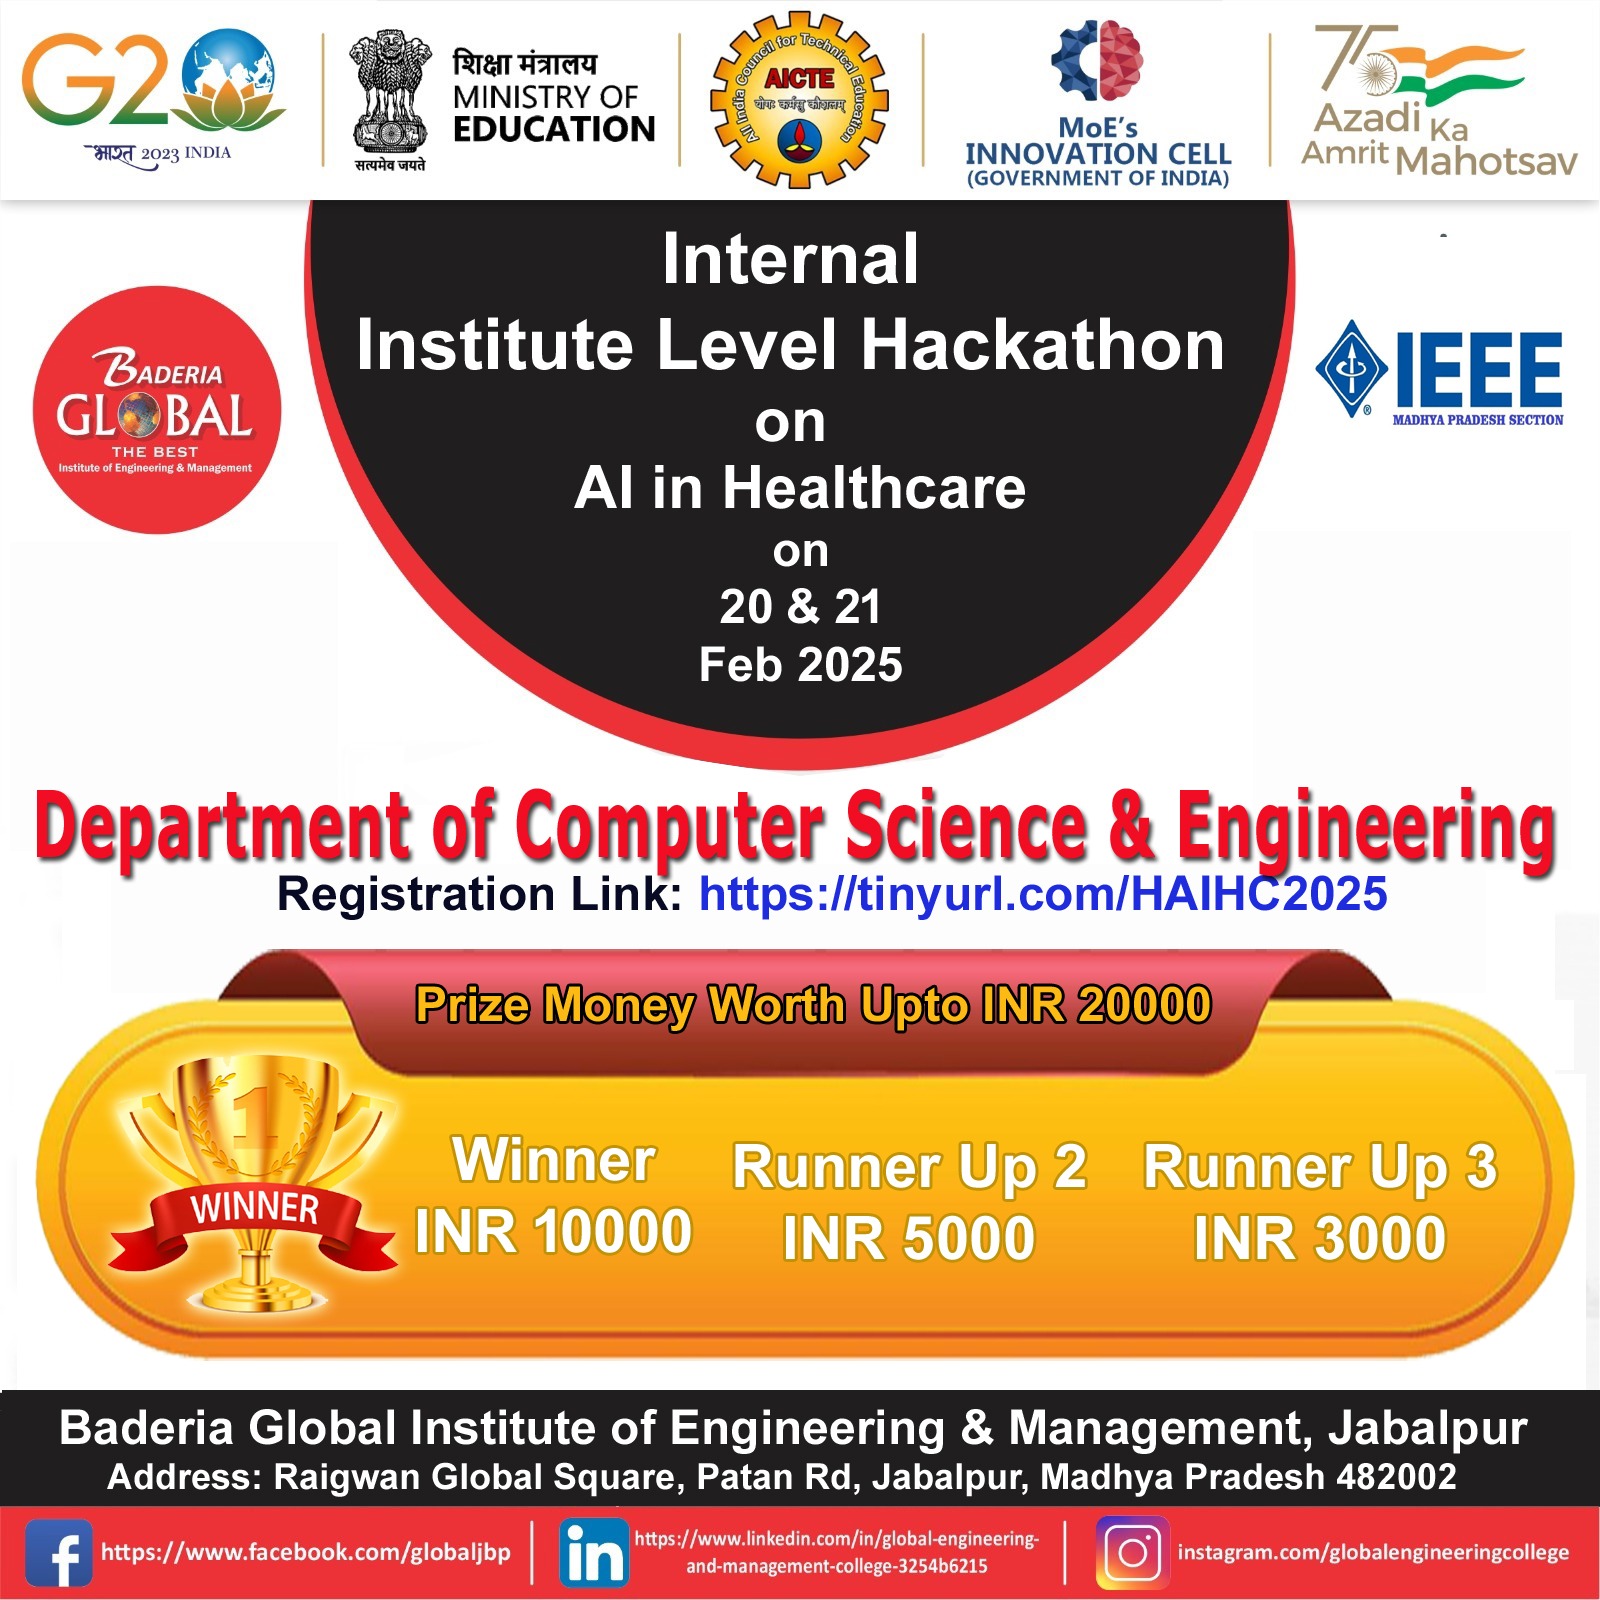 G20
भारत 2023 INDIA
शिक्षा मंत्रालय
MINISTRY OF
EDUCATION
सत्यमेव जयते
All India Council for Technical Education
AICTE
योगः कर्मसु कौशलम्
MoE's
INNOVATION CELL
(GOVERNMENT OF INDIA)
75
Azadi Ka
Amrit Mahotsav
Internal
Institute Level Hackathon
on
AI in Healthcare
on
20 & 21
Feb 2025
BADERIA
GLOBAL
THE BEST
Institute of Engineering & Management
IEEE
®
MADHYA PRADESH SECTION
Department of Computer Science & Engineering
Registration Link: https://tinyurl.com/HAIHC2025
Prize Money Worth Upto INR 20000
1
WINNER
Winner
INR 10000
Runner Up 2
INR 5000
Runner Up 3
INR 3000
Baderia Global Institute of Engineering & Management, Jabalpur
Address: Raigwan Global Square, Patan Rd, Jabalpur, Madhya Pradesh 482002
f
https://www.facebook.com/globaljbp
in
https://www.linkedin.com/in/global-engineering-
and-management-college-3254b6215
instagram.com/globalengineeringcollege